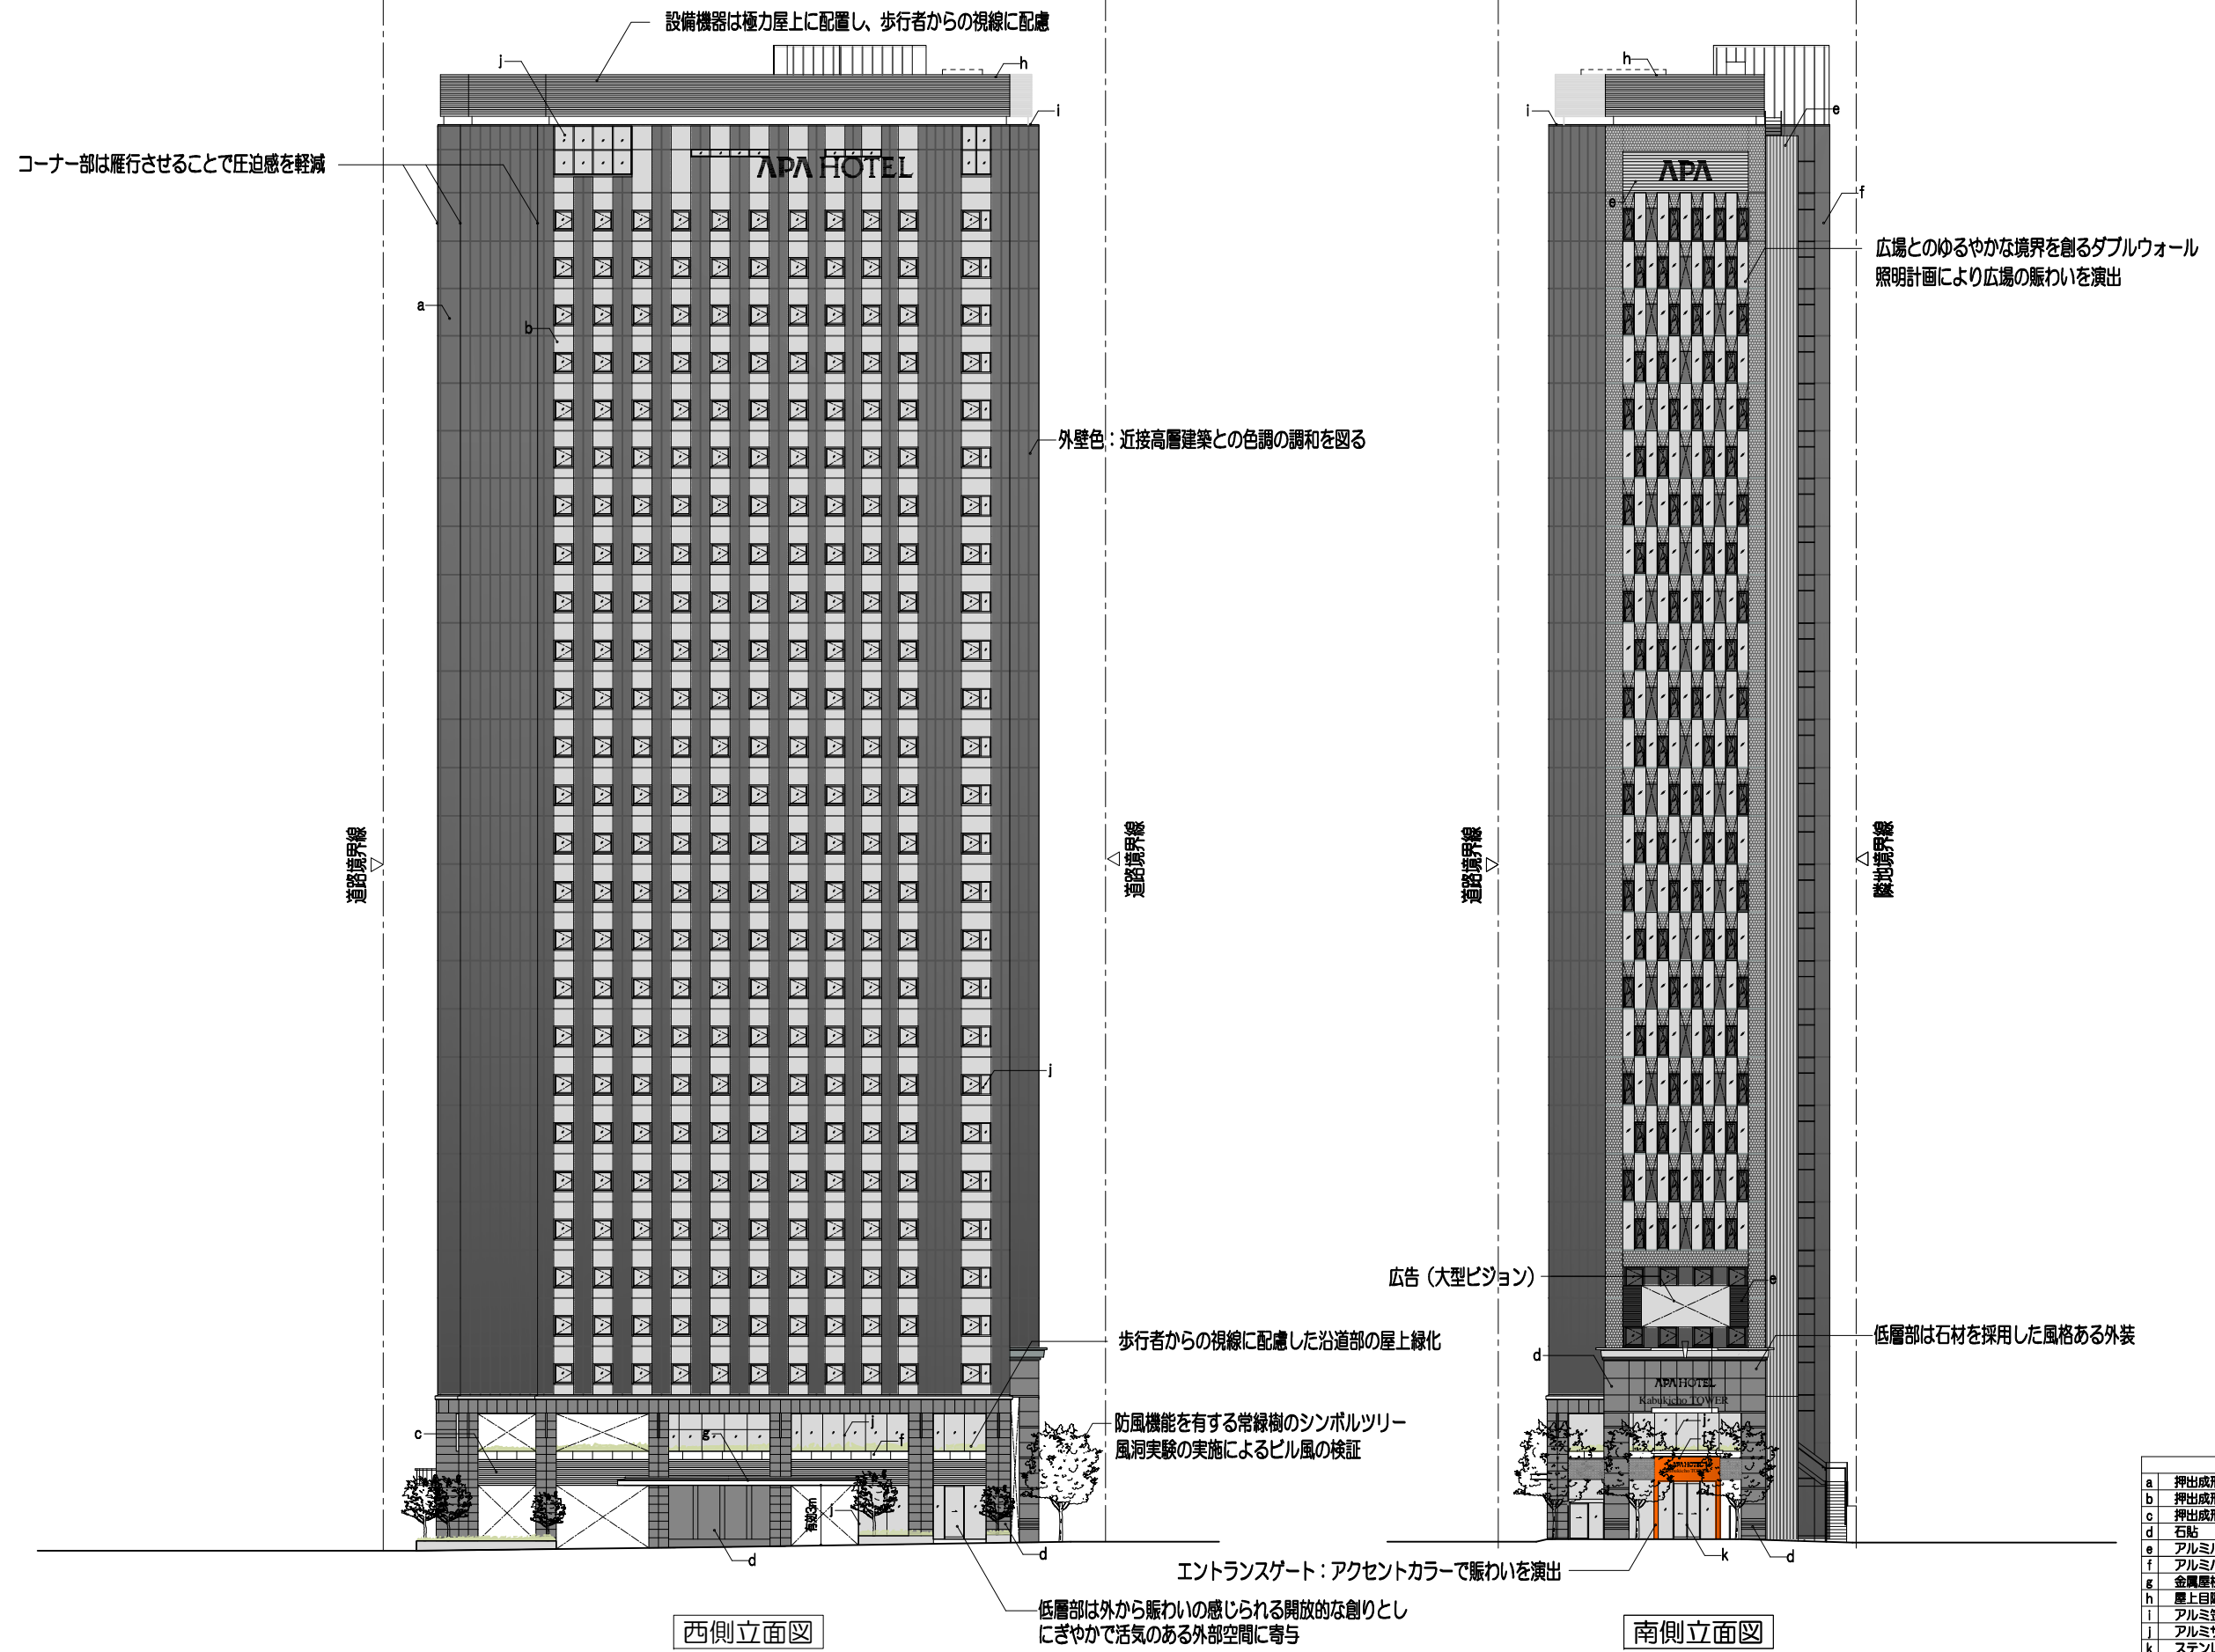 設備機器は極力屋上に配置し、歩行者からの視線に配慮
j
h
i
コーナー部は雁行させることで圧迫感を軽減
APA HOTEL
a
b
外壁色：近接高層建築との色調の調和を図る
道路境界線
道路境界線
j
歩行者からの視線に配慮した沿道部の屋上緑化
防風機能を有する常緑樹のシンボルツリー
風洞実験の実施によるビル風の検証
c
g
j
f
有効3m
j
d
d
低層部は外から賑わいの感じられる開放的な創りとし
にぎやかで活気のある外部空間に寄与
西側立面図
h
i
e
APA
e
f
広場とのゆるやかな境界を創るダブルウォール
照明計画により広場の賑わいを演出
道路境界線
隣地境界線
広告（大型ビジョン）
e
低層部は石材を採用した風格ある外装
d
APA HOTEL
Kabukicho TOWER
j
f
エントランスゲート：アクセントカラーで賑わいを演出
k
d
南側立面図
a 押出成形
b 押出成形
c 押出成形
d 石貼
e アルミル
f アルミパ
g 金属屋根
h 屋上目隠
i アルミ笠
j アルミサ
k ステンレ